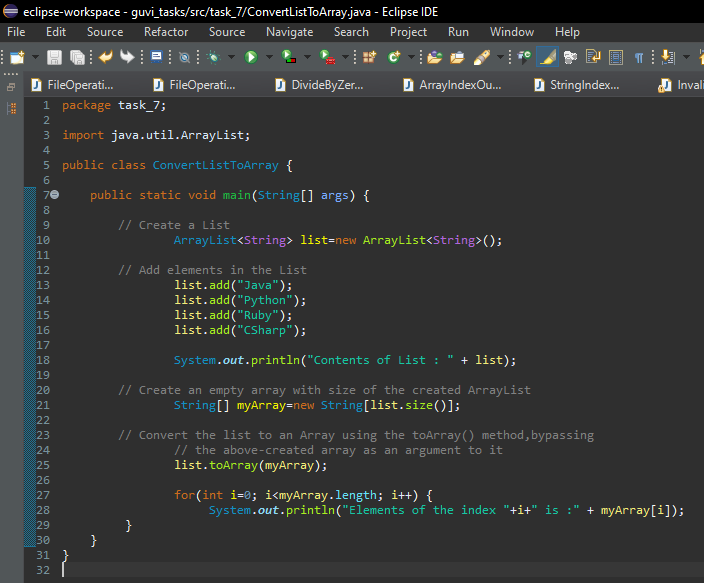 eclipse-workspace - guvi_tasks/src/task_7/ConvertListToArray.java - Eclipse IDE
File Edit Source Refactor Source Navigate Search Project Run Window Help
FileOperati... FileOperati... DivideByZer... ArrayIndexOu... StringIndex... Invali
1 package task_7;
2
3 import java.util.ArrayList;
4
5 public class ConvertListToArray {
6
7 public static void main(String[] args) {
8
9 // Create a List
10 ArrayList<String> list=new ArrayList<String>();
11
12 // Add elements in the List
13 list.add("Java");
14 list.add("Python");
15 list.add("Ruby");
16 list.add("CSharp");
17
18 System.out.println("Contents of List : " + list);
19
20 // Create an empty array with size of the created ArrayList
21 String[] myArray=new String[list.size()];
22
23 // Convert the list to an Array using the toArray() method,bypassing
24 // the above-created array as an argument to it
25 list.toArray(myArray);
26
27 for(int i=0; i<myArray.length; i++) {
28 System.out.println("Elements of the index "+i+" is :" + myArray[i]);
29 }
30 }
31 }
32